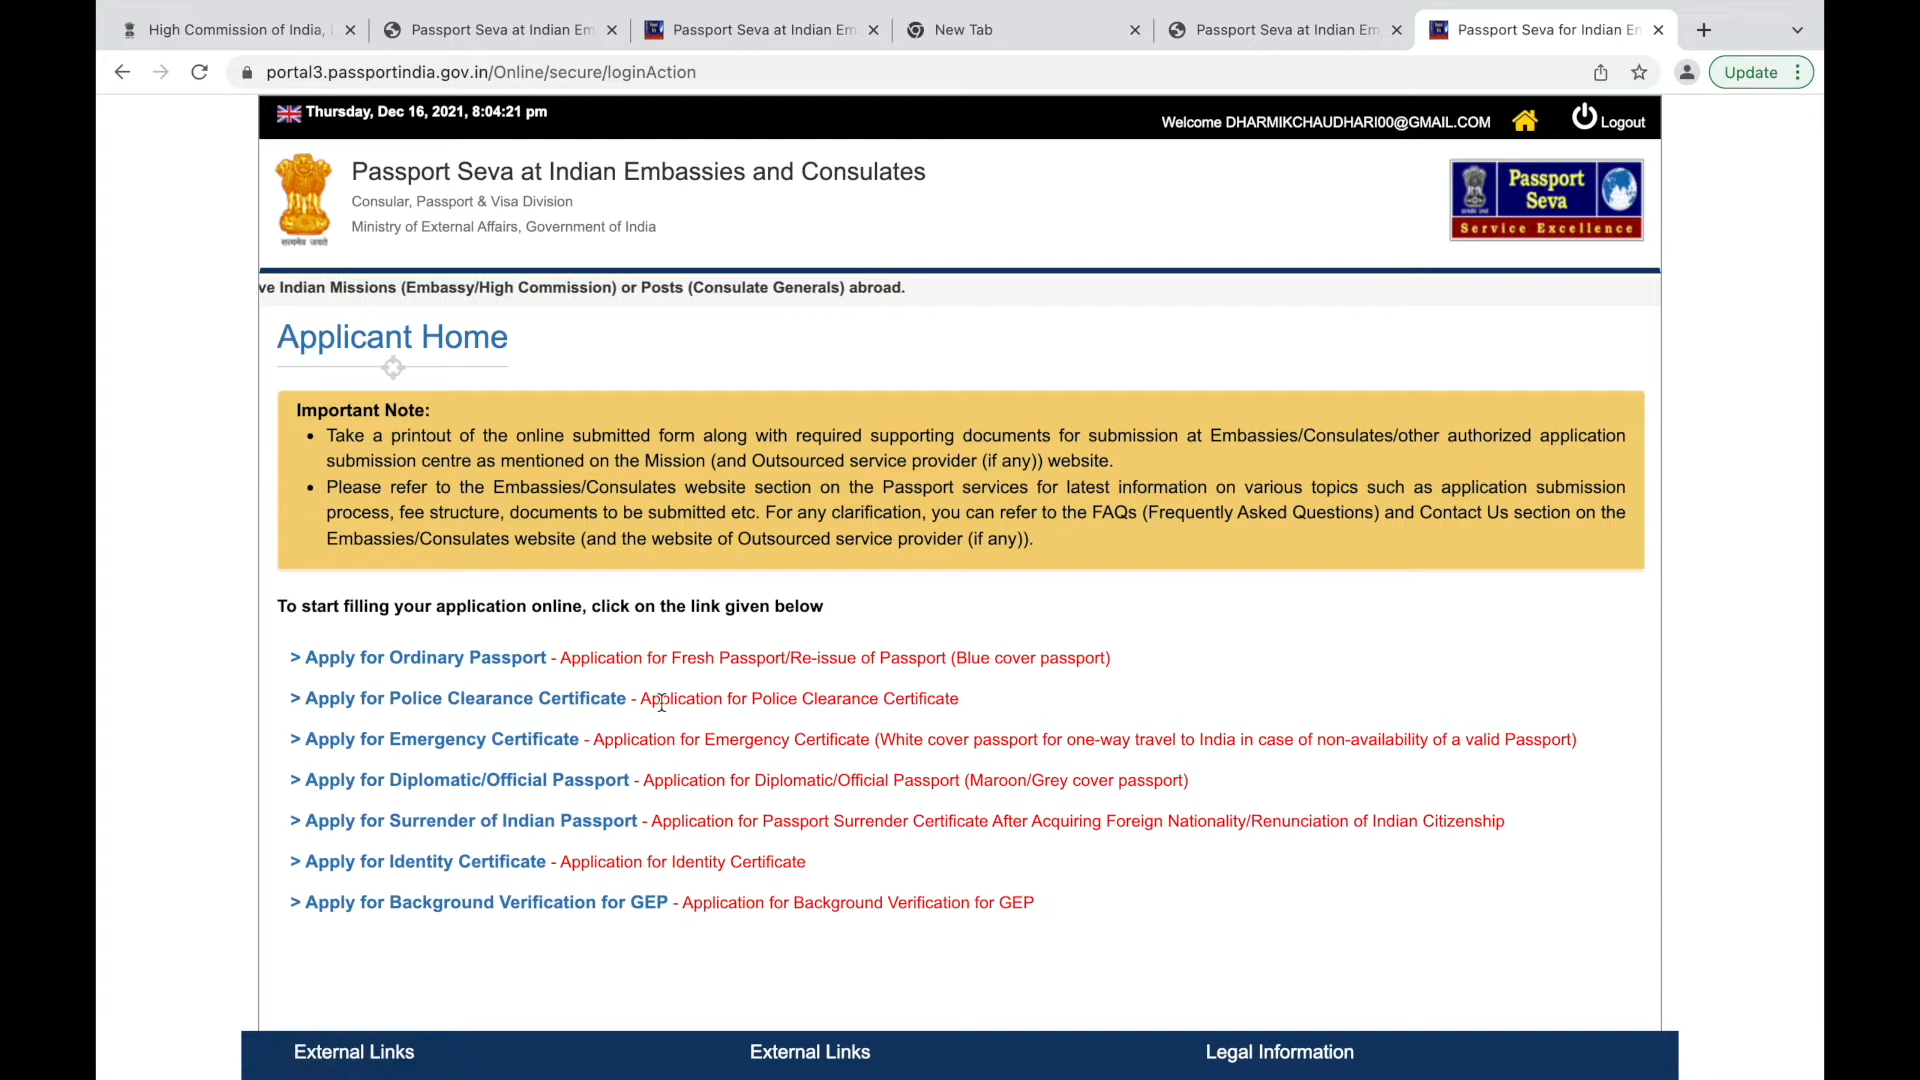 High Commission of India, L
Passport Seva at Indian Em
Passport Seva at Indian Em
New Tab
Passport Seva at Indian Em
Passport Seva for Indian Em
portal3.passportindia.gov.in/Online/secure/loginAction
Update
Thursday, Dec 16, 2021, 8:04:21 pm
Welcome DHARMIKCHAUDHARI00@GMAIL.COM
Logout
सत्यमेव जयते
Passport Seva at Indian Embassies and Consulates
Consular, Passport & Visa Division
Ministry of External Affairs, Government of India
Passport
Seva
Service Excellence
ve Indian Missions (Embassy/High Commission) or Posts (Consulate Generals) abroad.
Applicant Home
Important Note:
• Take a printout of the online submitted form along with required supporting documents for submission at Embassies/Consulates/other authorized application
submission centre as mentioned on the Mission (and Outsourced service provider (if any)) website.
• Please refer to the Embassies/Consulates website section on the Passport services for latest information on various topics such as application submission
process, fee structure, documents to be submitted etc. For any clarification, you can refer to the FAQs (Frequently Asked Questions) and Contact Us section on the
Embassies/Consulates website (and the website of Outsourced service provider (if any)).
To start filling your application online, click on the link given below
> Apply for Ordinary Passport - Application for Fresh Passport/Re-issue of Passport (Blue cover passport)
> Apply for Police Clearance Certificate - Application for Police Clearance Certificate
> Apply for Emergency Certificate - Application for Emergency Certificate (White cover passport for one-way travel to India in case of non-availability of a valid Passport)
> Apply for Diplomatic/Official Passport - Application for Diplomatic/Official Passport (Maroon/Grey cover passport)
> Apply for Surrender of Indian Passport - Application for Passport Surrender Certificate After Acquiring Foreign Nationality/Renunciation of Indian Citizenship
> Apply for Identity Certificate - Application for Identity Certificate
> Apply for Background Verification for GEP - Application for Background Verification for GEP
External Links
External Links
Legal Information